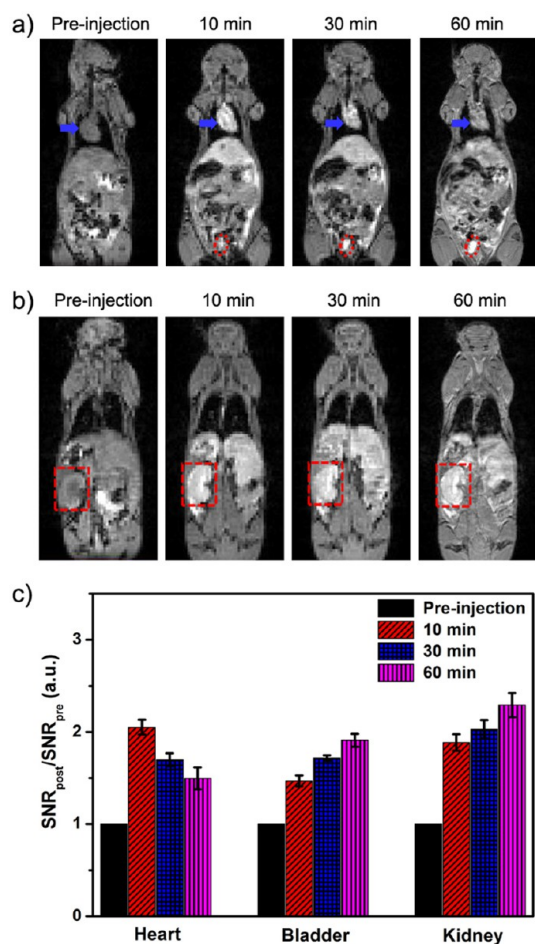 a) Pre-injection 10 min 30 min 60 min
b) Pre-injection 10 min 30 min 60 min
c)
Pre-injection
10 min
30 min
60 min
SNRpost/SNRpre (a.u.)
3
2
1
0
Heart Bladder Kidney